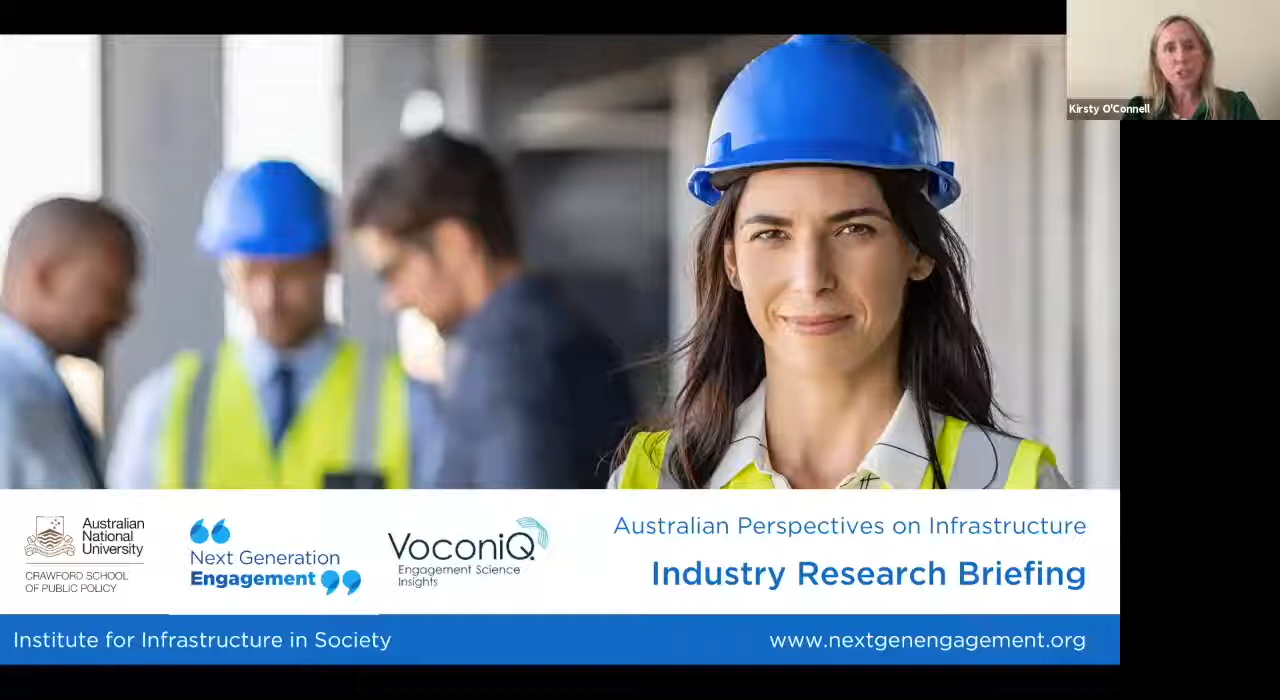 Kirsty O'Connell
Australian
National
University
CRAWFORD SCHOOL
OF PUBLIC POLICY
Next Generation
Engagement
VoconiQ
Engagement Science
Insights
Australian Perspectives on Infrastructure
Industry Research Briefing
Institute for Infrastructure in Society
www.nextgenengagement.org